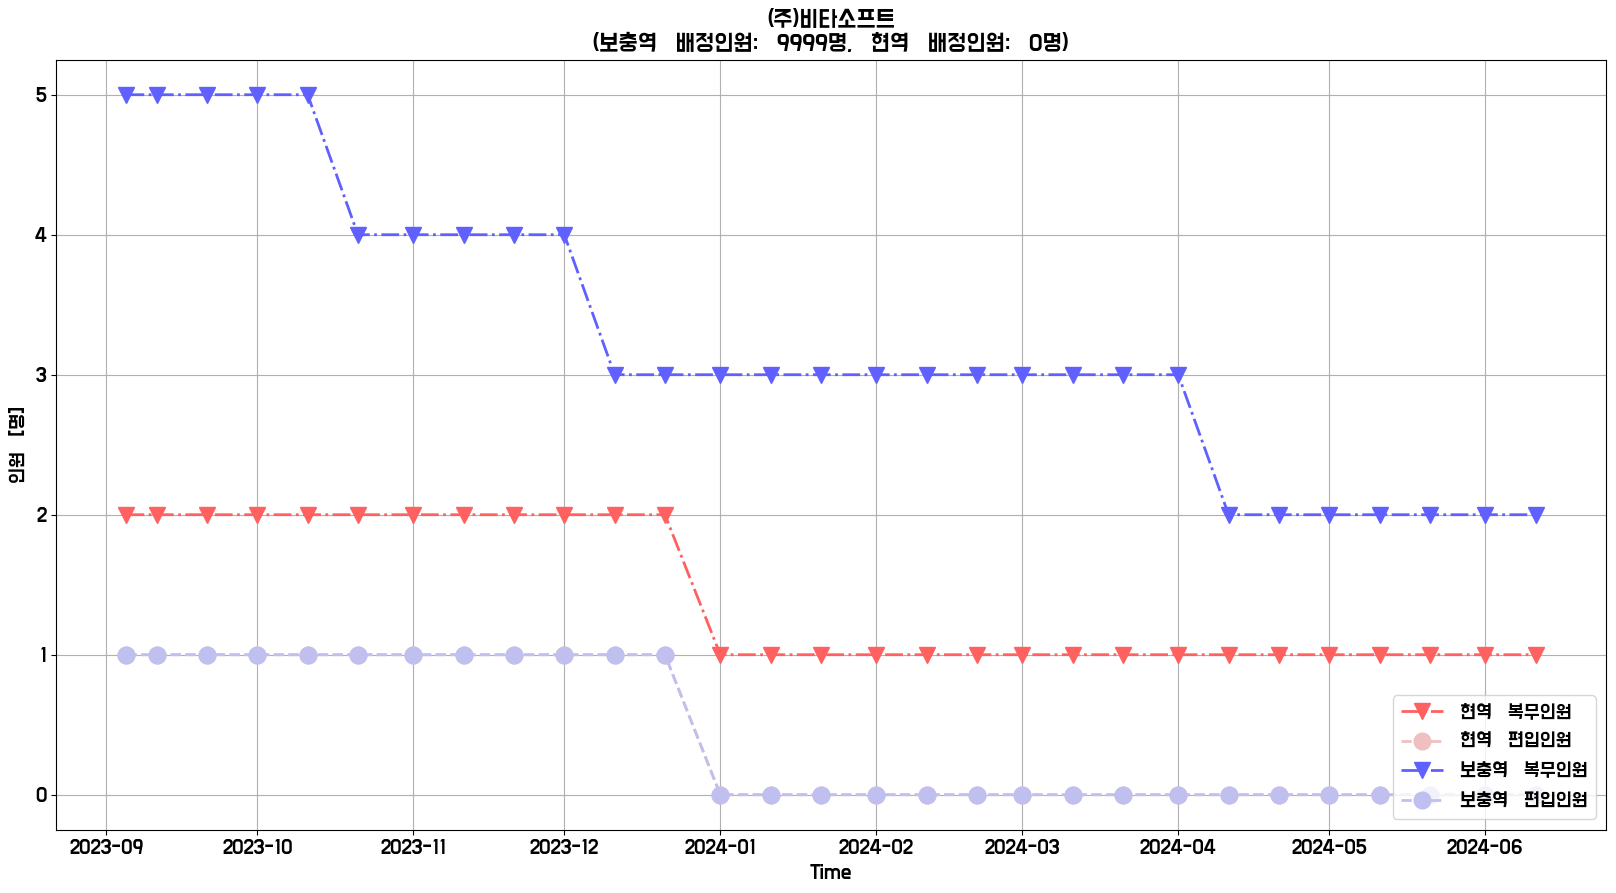 (주)비타소프트
(보충역 배정인원: 9999명, 현역 배정인원: 0명)
5
4
3
2
1
0
인원 [명]
2023-09 2023-10 2023-11 2023-12 2024-01 2024-02 2024-03 2024-04 2024-05 2024-06
Time
현역 복무인원
현역 편입인원
보충역 복무인원
보충역 편입인원